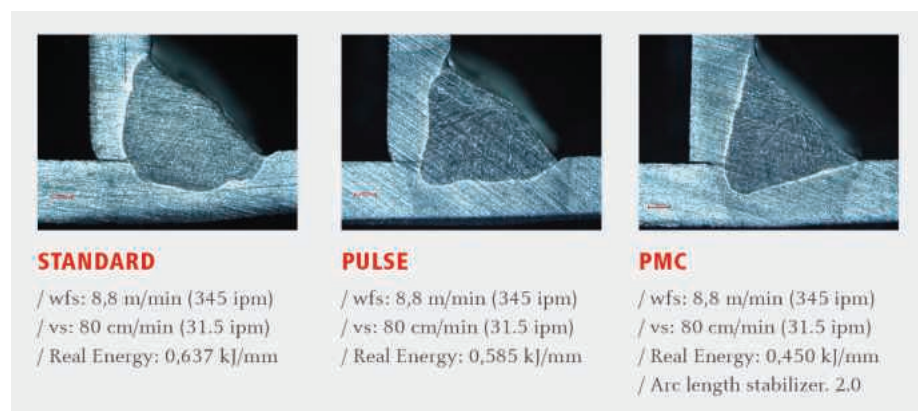 STANDARD
/ wfs: 8,8 m/min (345 ipm)
/ vs: 80 cm/min (31.5 ipm)
/ Real Energy: 0,637 kJ/mm
PULSE
/ wfs: 8,8 m/min (345 ipm)
/ vs: 80 cm/min (31.5 ipm)
/ Real Energy: 0,585 kJ/mm
PMC
/ wfs: 8,8 m/min (345 ipm)
/ vs: 80 cm/min (31.5 ipm)
/ Real Energy: 0,450 kJ/mm
/ Arc length stabilizer. 2.0